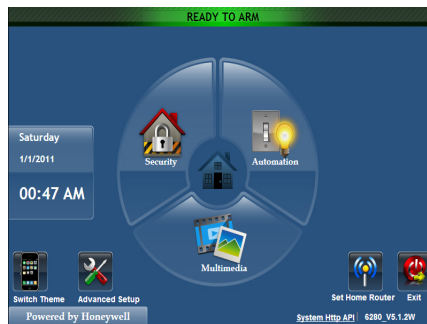 READY TO ARM
Saturday
1/1/2011
00:47 AM
Security
Automation
Multimedia
Switch Theme
Advanced Setup
Set Home Router
Exit
Powered by Honeywell
System Http API
6280_V5.1.2W